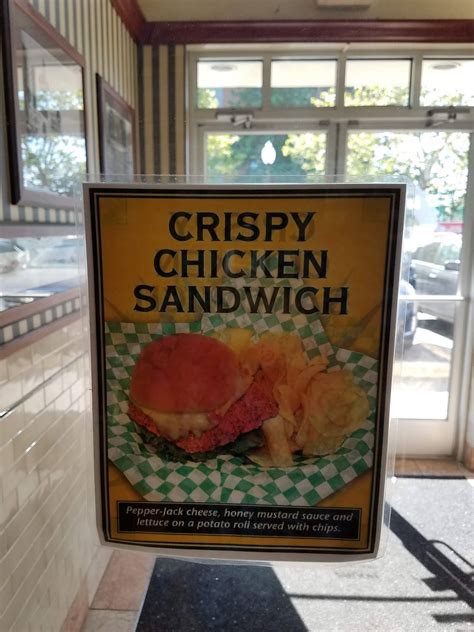 CRISPY
CHICKEN
SANDWICH
Pepper-Jack cheese, honey mustard sauce and
lettuce on a potato roll served with chips.